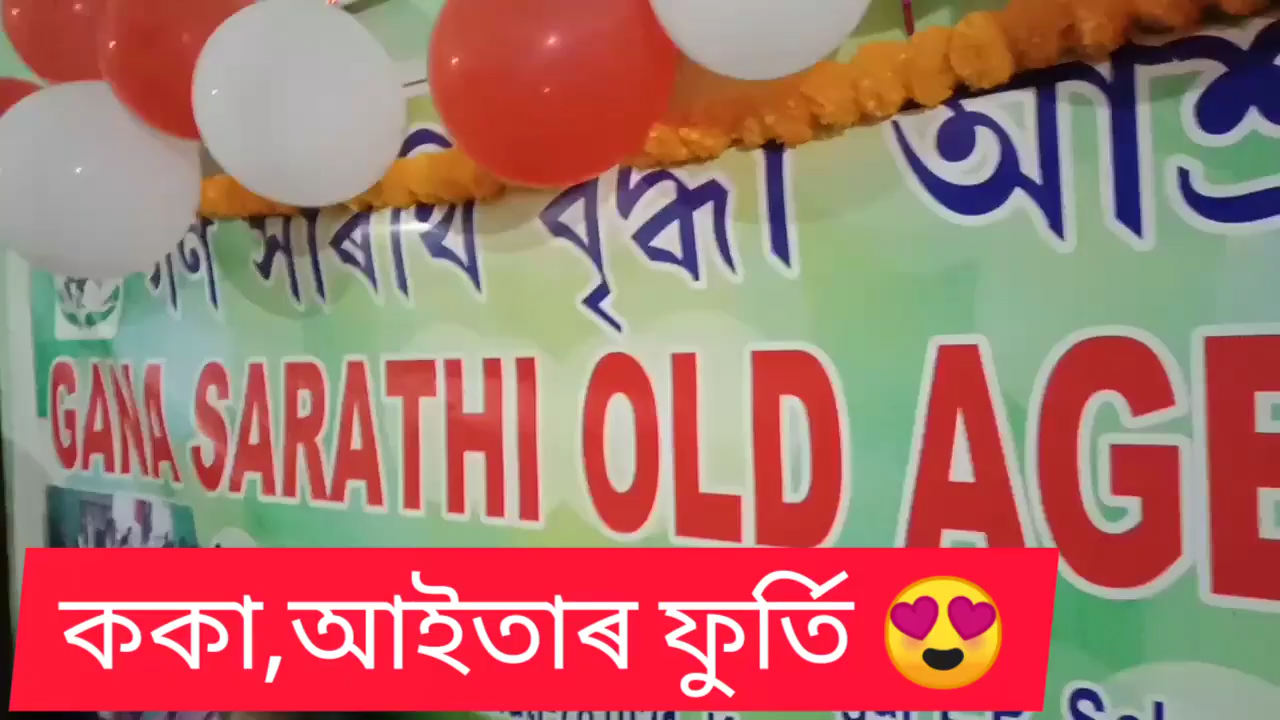 গণ সাৰথি বৃদ্ধা আশ্ৰ
GANA SARATHI OLD AGE
ককা,আইতাৰ ফুৰ্তি 😍